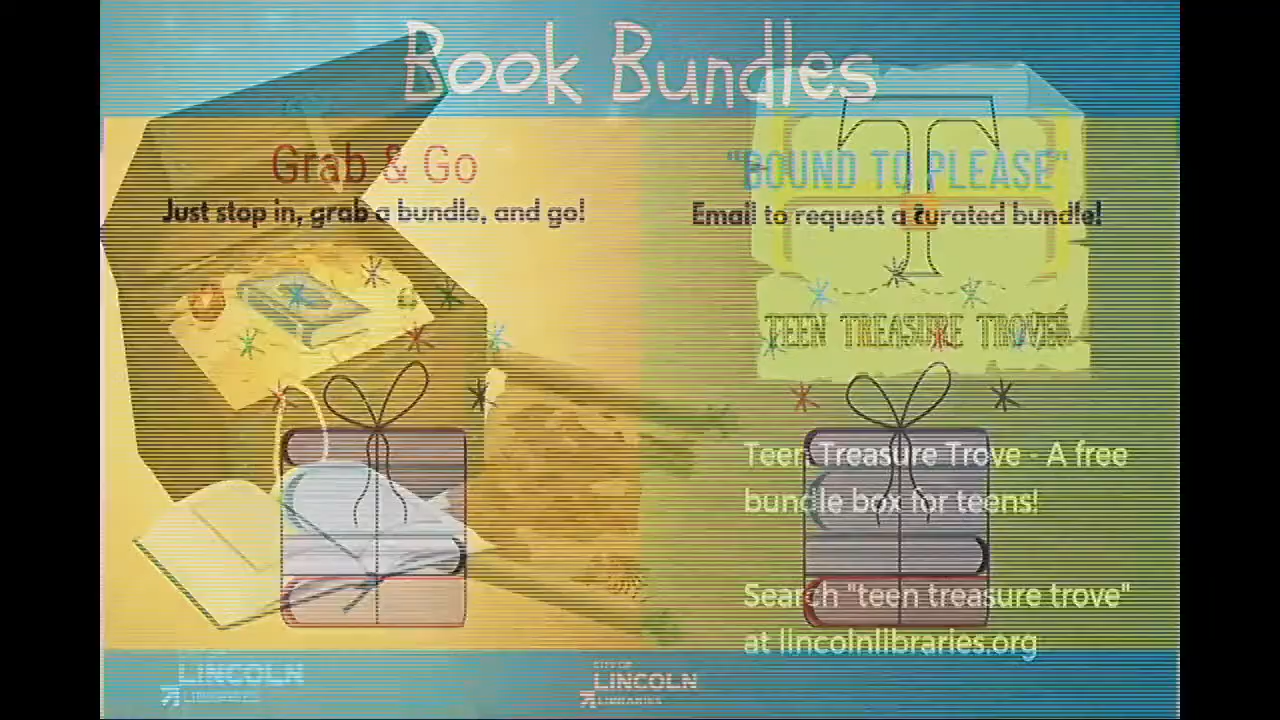 Book Bundles
Grab & Go
Just stop in, grab a bundle, and go!
"BOUND TO PLEASE"
Email to request a curated bundle!
T
TEEN TREASURE TROVE
Teen Treasure Trove - A free
bundle box for teens!
Search "teen treasure trove"
at lincolnlibraries.org
LINCOLN
LIBRARIES
CITY OF
LINCOLN
LIBRARIES